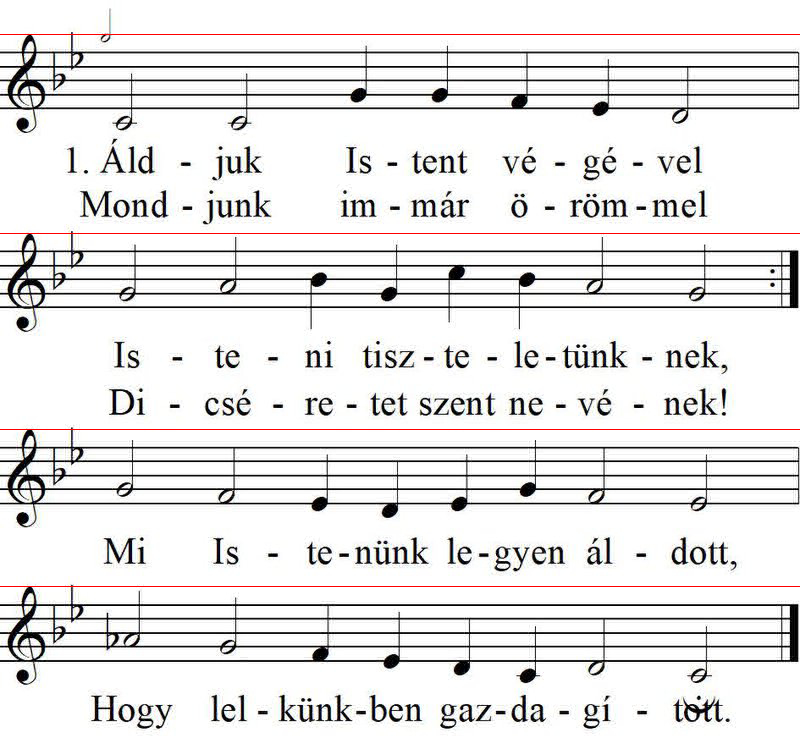 1. Áld - juk Is - tent vé - gé - vel
Mond - junk im - már ö - röm - mel
Is - te - ni tisz - te - le - tünk - nek,
Di - csé - re - tet szent ne - vé - nek!
Mi Is - te - nünk le - gyen ál - dott,
Hogy lel - künk - ben gaz - da - gí - tott.